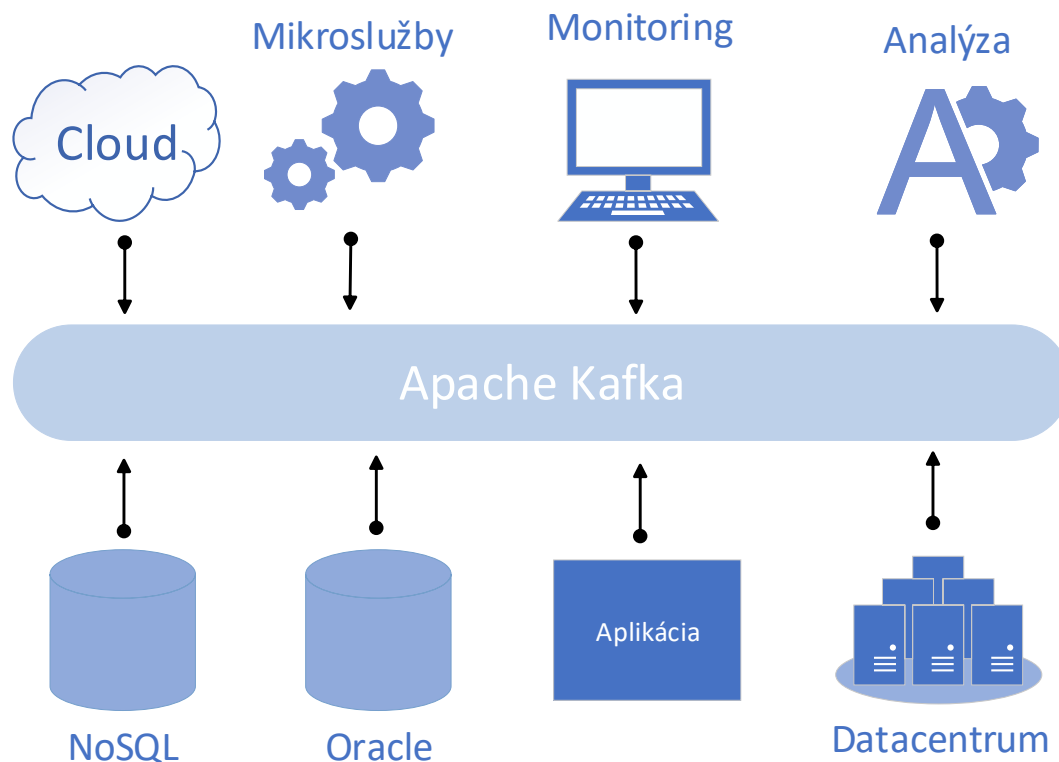 Mikroslužby
Monitoring
Analýza
Cloud
Apache Kafka
Aplikácia
NoSQL
Oracle
Datacentrum